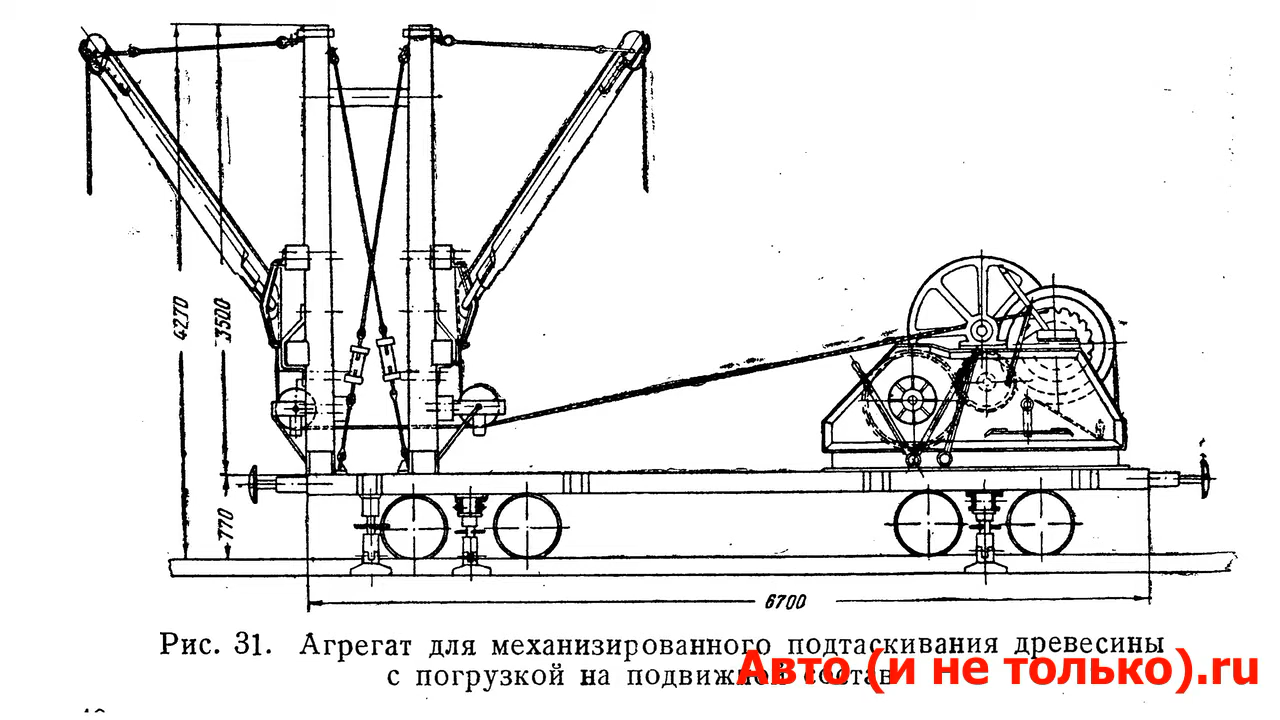 4270
3500
770
6700
Рис. 31. Агрегат для механизированного подтаскивания древесины
с погрузкой на подвижной состав
Авто (и не только).ru